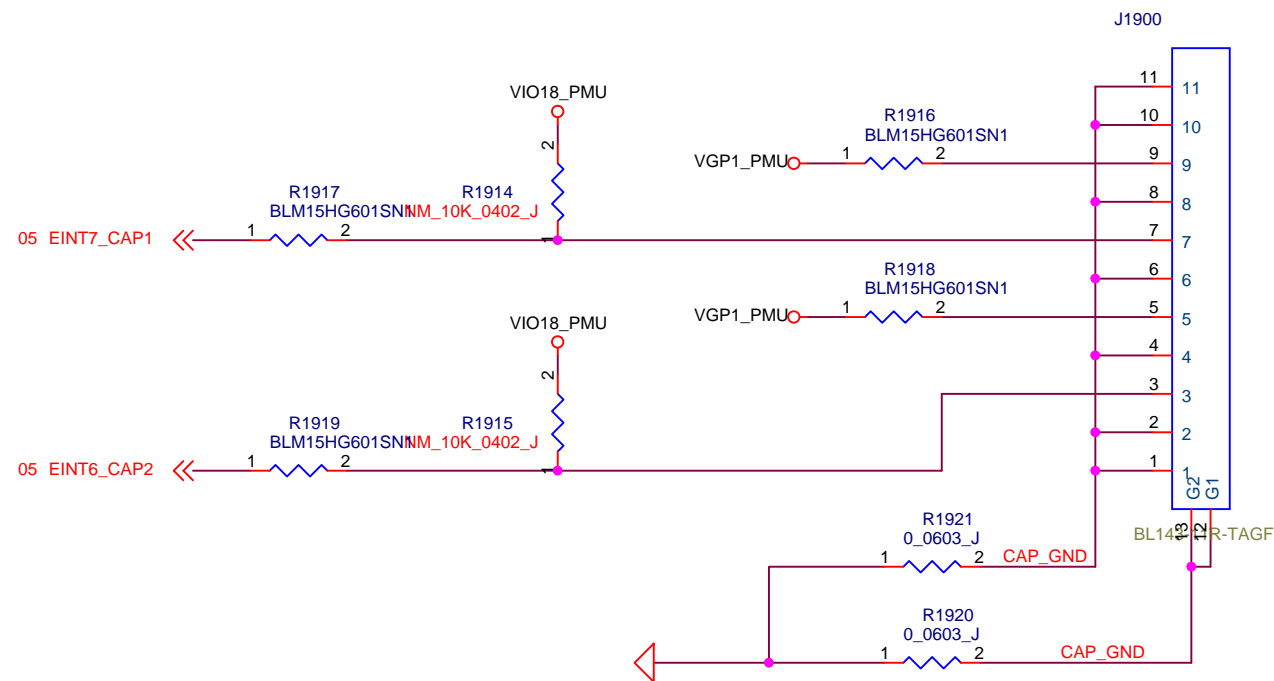 J1900
VIO18_PMU
R1916
BLM15HG601SN1
VGP1_PMU
1
2
R1917
BLM15HG601SN1
R1914
NM_10K_0402_J
2
1
05 EINT7_CAP1
1
2
R1918
BLM15HG601SN1
VGP1_PMU
1
2
VIO18_PMU
R1919
BLM15HG601SN1
R1915
NM_10K_0402_J
2
1
05 EINT6_CAP2
1
2
11 11
10 10
9 9
8 8
7 7
6 6
5 5
4 4
3 3
2 2
1 1
G2
G1
13
12
R-TAGF
R1921
0_0603_J
1
2
CAP_GND
R1920
0_0603_J
1
2
CAP_GND